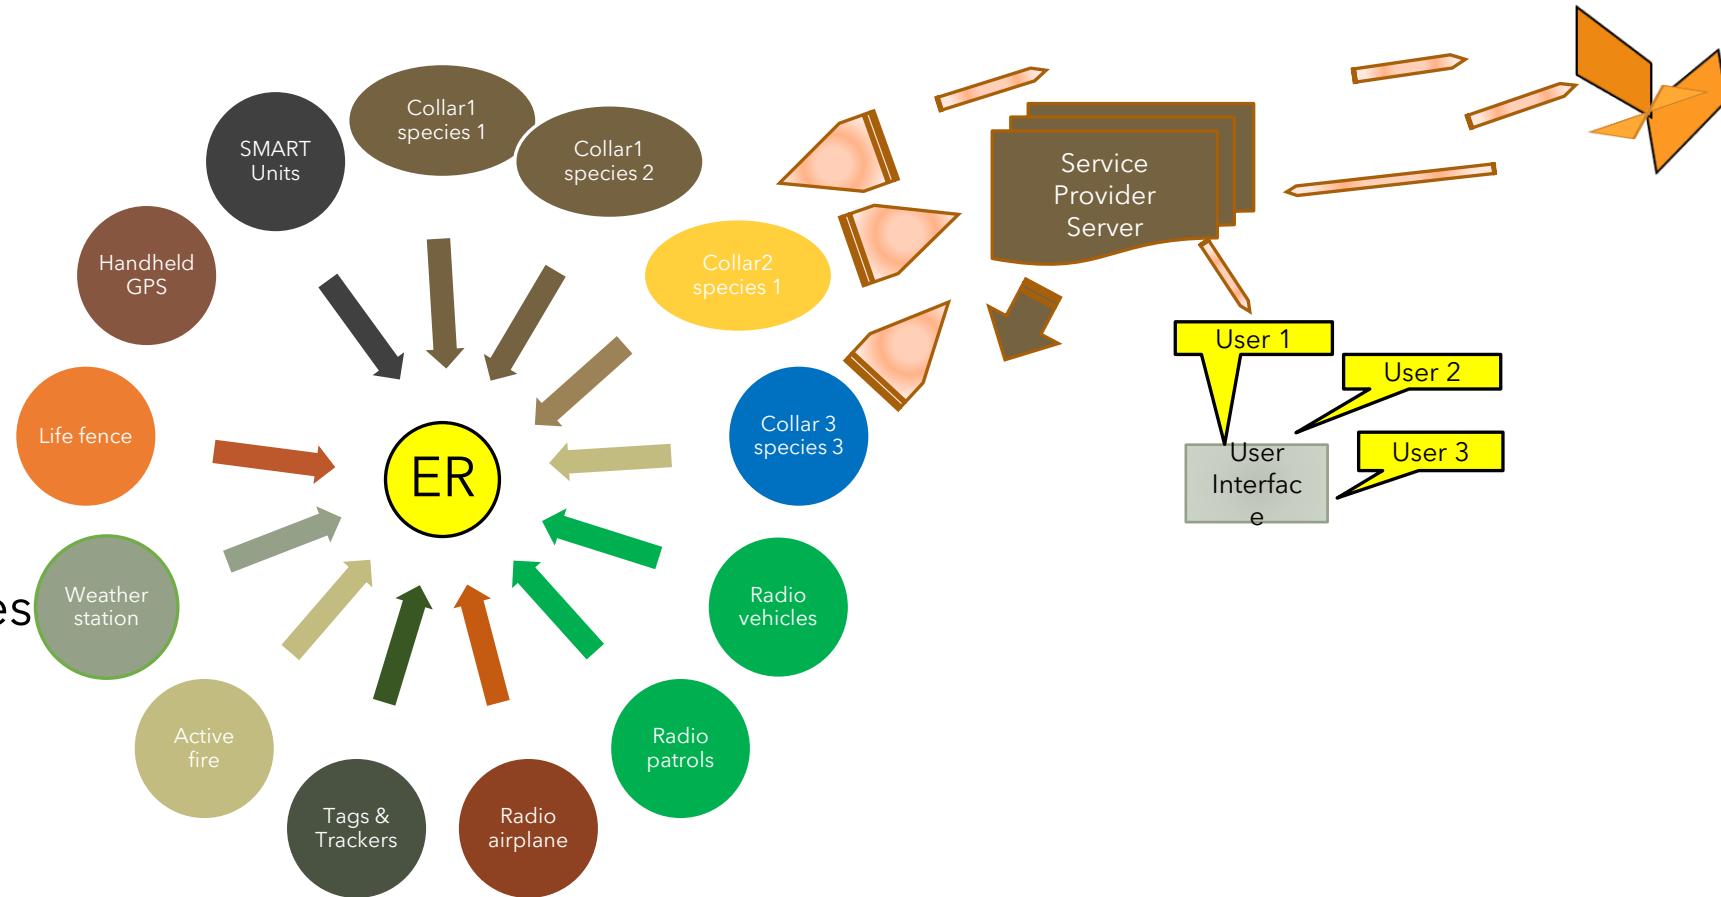 Collar1
species 1
SMART
Units
Collar1
species 2
Service
Provider
Server
Handheld
GPS
Collar2
species 1
User 1
User 2
Life fence
Collar 3
species 3
ER
User
Interfac
e
User 3
es
Weather
station
Radio
vehicles
Active
fire
Radio
patrols
Tags &
Trackers
Radio
airplane